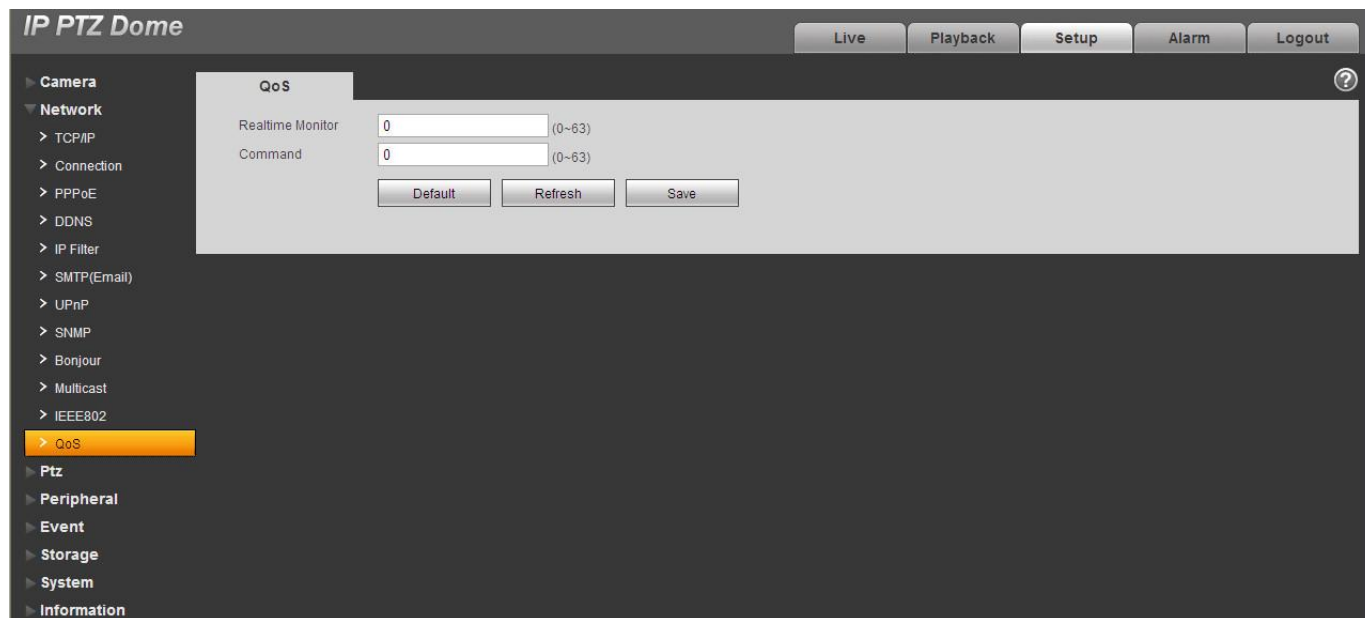 IP PTZ Dome
Live Playback Setup Alarm Logout
Camera
Network
TCP/IP
Connection
PPPoE
DDNS
IP Filter
SMTP(Email)
UPnP
SNMP
Bonjour
Multicast
IEEE802
QoS
Ptz
Peripheral
Event
Storage
System
Information
QoS
?
Realtime Monitor 0 (0~63)
Command 0 (0~63)
Default Refresh Save